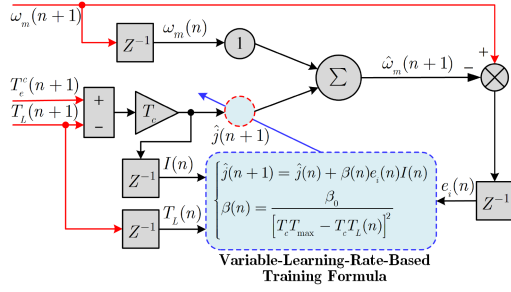 ω_m(n+1)
Z^{-1}
ω_m(n)
1
∑
ω̂_m(n+1)
+
−
T_e^c(n+1)
T_L(n+1)
+
−
T_c
ĵ(n+1)
Z^{-1}
I(n)
Z^{-1}
T_L(n)
ĵ(n+1) = ĵ(n) + β(n)e_i(n)I(n)
β(n) = β_0 / [T_c T_max − T_c T_L(n)]^2
e_i(n)
Z^{-1}
Variable-Learning-Rate-Based
Training Formula